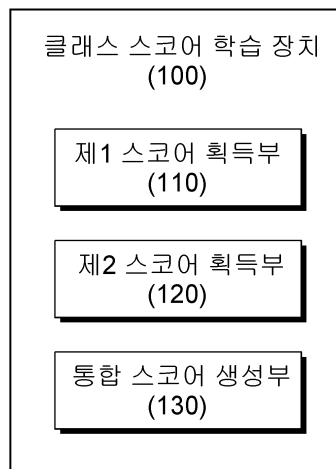 클래스 스코어 학습 장치
(100)
제1 스코어 획득부
(110)
제2 스코어 획득부
(120)
통합 스코어 생성부
(130)